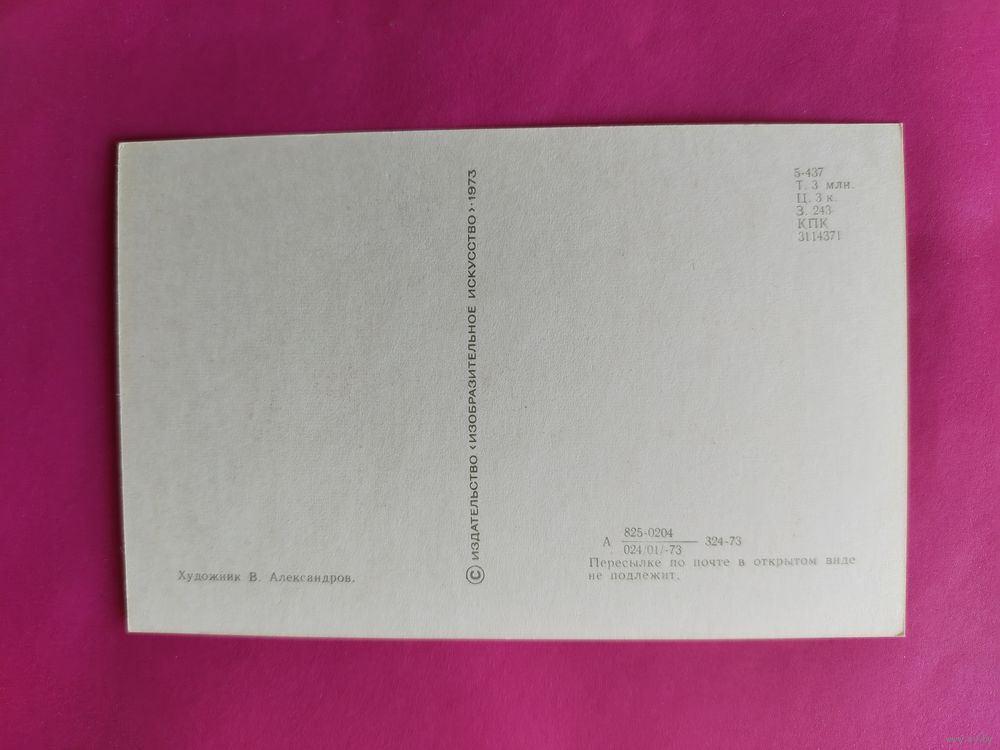 5-437
Т. 3 млн.
Ц. 3 к.
З. 243
КПК
3114371
© ИЗДАТЕЛЬСТВО «ИЗОБРАЗИТЕЛЬНОЕ ИСКУССТВО»·1973
825-0204
А 324-73
024/01/-73
Пересылке по почте в открытом виде
не подлежит.
Художник В. Александров.